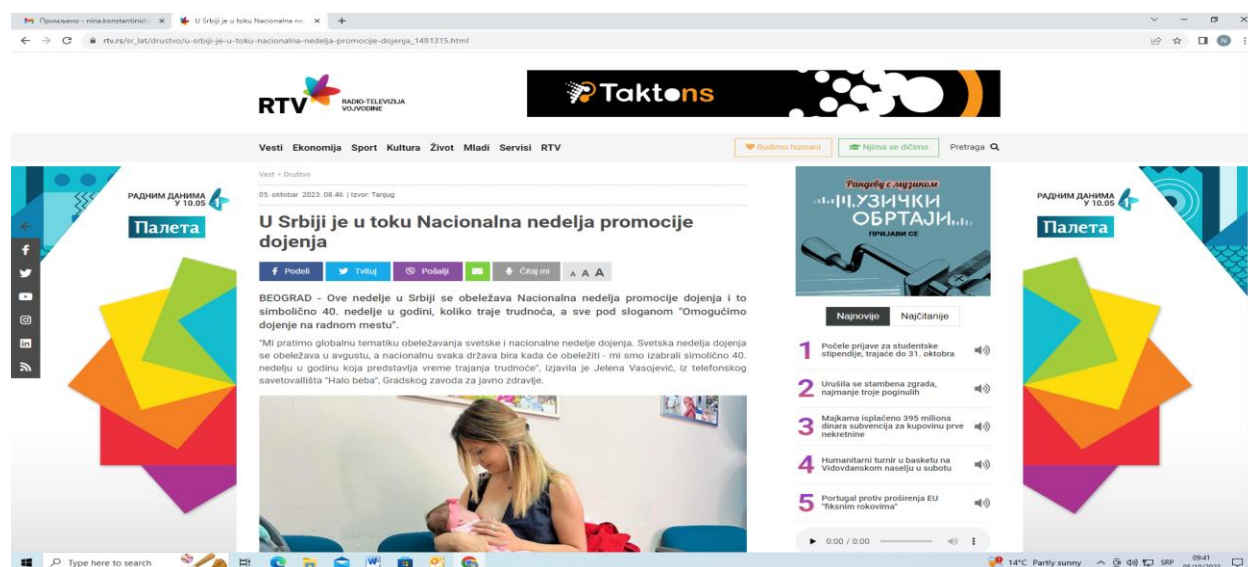 Примљено - nina.konstantinidi
U Srbiji je u toku Nacionalna ne
rtv.rs/sr_lat/drustvo/u-srbiji-je-u-toku-nacionalna-nedelja-promocije-dojenja_1481315.html
N
RTV
RADIO-TELEVIZIJA
VOJVODINE
Taktons
Vesti Ekonomija Sport Kultura Život Mladi Servisi RTV
Budimo humani
Njima se dičimo
Pretraga
РАДНИМ ДАНИМА
У 10.05
1
Палета
Vest > Društvo
05. oktobar 2023. 08.46 | Izvor: Tanjug
U Srbiji je u toku Nacionalna nedelja promocije
dojenja
Podeli
Tvituj
Pošalji
Čitaj mi
A A A
BEOGRAD - Ove nedelje u Srbiji se obeležava Nacionalna nedelja promocije dojenja i to
simbolično 40. nedelje u godini, koliko traje trudnoća, a sve pod sloganom "Omogućimo
dojenje na radnom mestu".
"Mi pratimo globalnu tematiku obeležavanja svetske i nacionalne nedelje dojenja. Svetska nedelja dojenja
se obeležava u avgustu, a nacionalnu svaka država bira kada će obeležiti - mi smo izabrali simolično 40.
nedelju u godinu koja predstavlja vreme trajanja trudnoće", izjavila je Jelena Vasojević, iz telefonskog
savetovallišta "Halo beba", Gradskog zavoda za javno zdravlje.
Рандеву с музиком
МУЗИЧКИ
ОБРТАЈИ
ПРИЈАВИ СЕ
Najnovije
Najčitanije
1
Počele prijave za studentske
stipendije, trajaće do 31. oktobra
2
Urušila se stambena zgrada,
najmanje troje poginulih
3
Majkama isplaćeno 395 miliona
dinara subvencija za kupovinu prve
nekretnine
4
Humanitarni turnir u basketu na
Vidovdanskom naselju u subotu
5
Portugal protiv proširenja EU
"fiksnim rokovima"
0:00 / 0:00
РАДНИМ ДАНИМА
У 10.05
1
Палета
Type here to search
14°C Partly sunny
SRP
09:41
05/10/2023